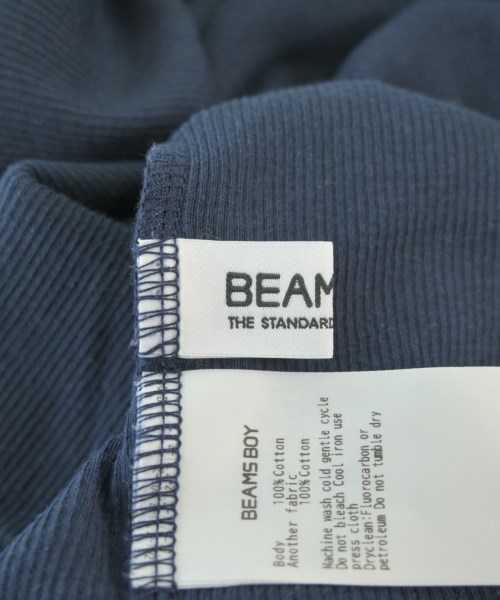 BEAM
THE STANDARD
BEAMS BOY
Body 100%Cotton
Another fabric
100%Cotton
Machine wash cold gentle cycle
Do not bleach Cool iron use
press cloth
Dryclean:Fluorocarbon or
petroleum Do not tumble dry